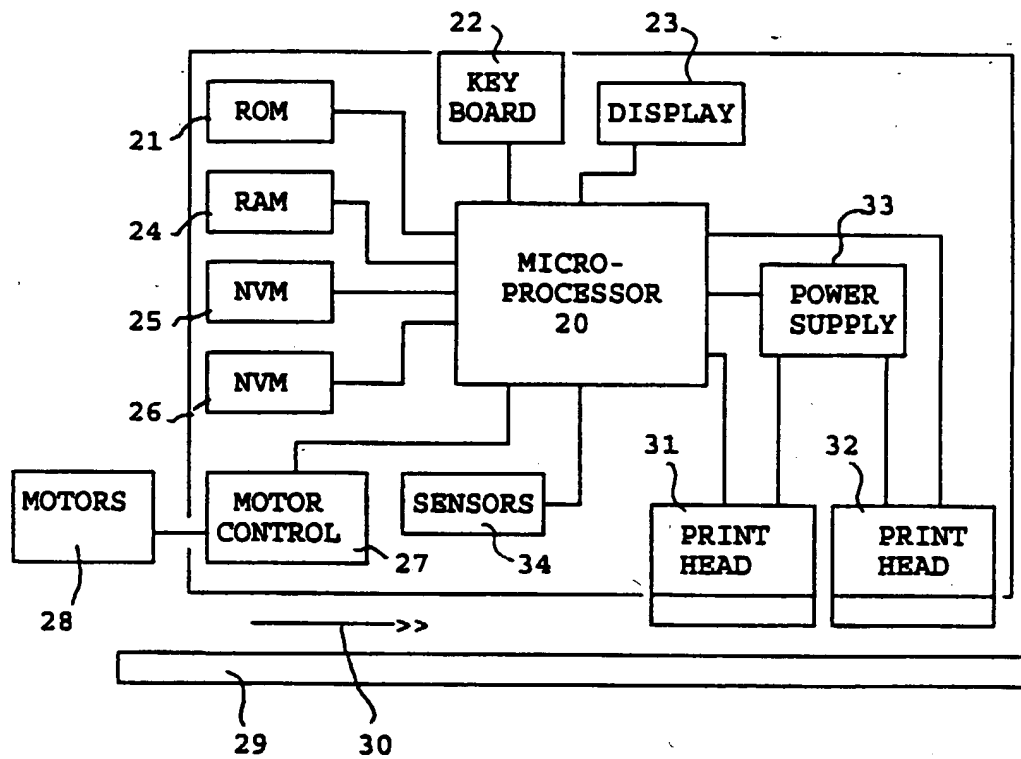 22
23
KEY
BOARD
DISPLAY
ROM
21
RAM
24
33
MICRO-
PROCESSOR
20
NVM
25
POWER
SUPPLY
NVM
26
31
32
MOTORS
MOTOR
CONTROL
27
SENSORS
34
PRINT
HEAD
PRINT
HEAD
28
>>
29
30